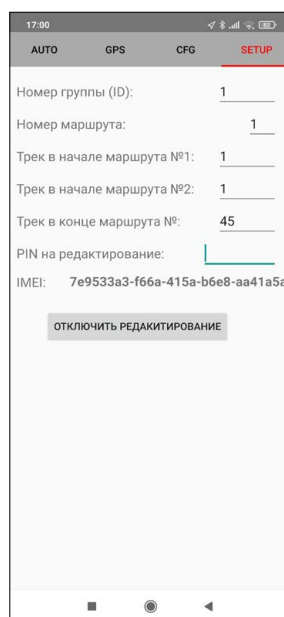 17:00 82
AUTO GPS CFG SETUP
Номер группы (ID): 1
Номер маршрута: 1
Трек в начале маршрута №1: 1
Трек в начале маршрута №2: 1
Трек в конце маршрута №: 45
PIN на редактирование:
IMEI: 7e9533a3-f66a-415a-b6e8-aa41a5a
ОТКЛЮЧИТЬ РЕДАКИТИРОВАНИЕ